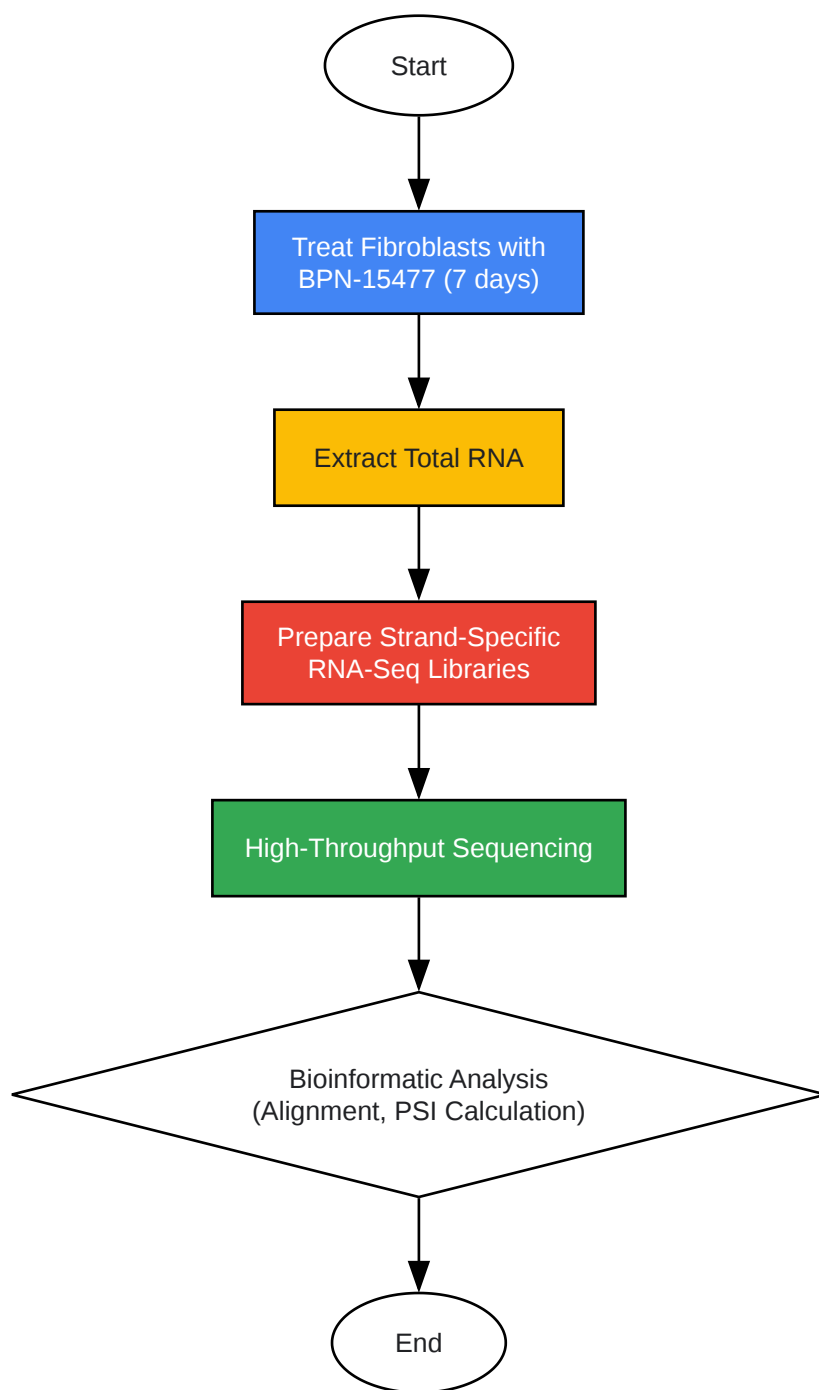 Start
Treat Fibroblasts with
BPN-15477 (7 days)
Extract Total RNA
Prepare Strand-Specific
RNA-Seq Libraries
High-Throughput Sequencing
Bioinformatic Analysis
(Alignment, PSI Calculation)
End